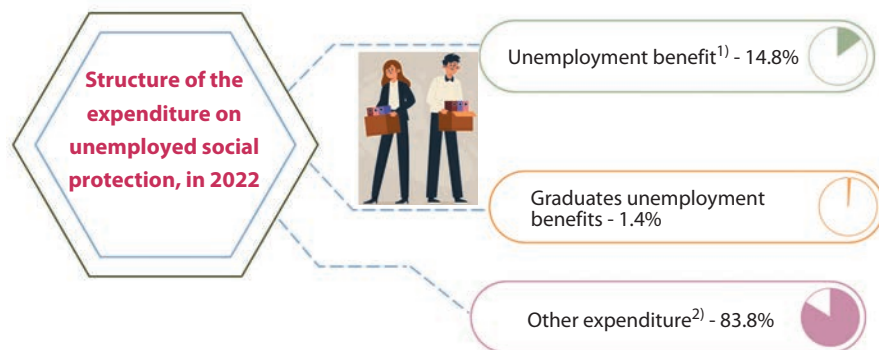 Structure of the
expenditure on
unemployed social
protection, in 2022
Unemployment benefit1) - 14.8%
Graduates unemployment
benefits - 1.4%
Other expenditure2) - 83.8%